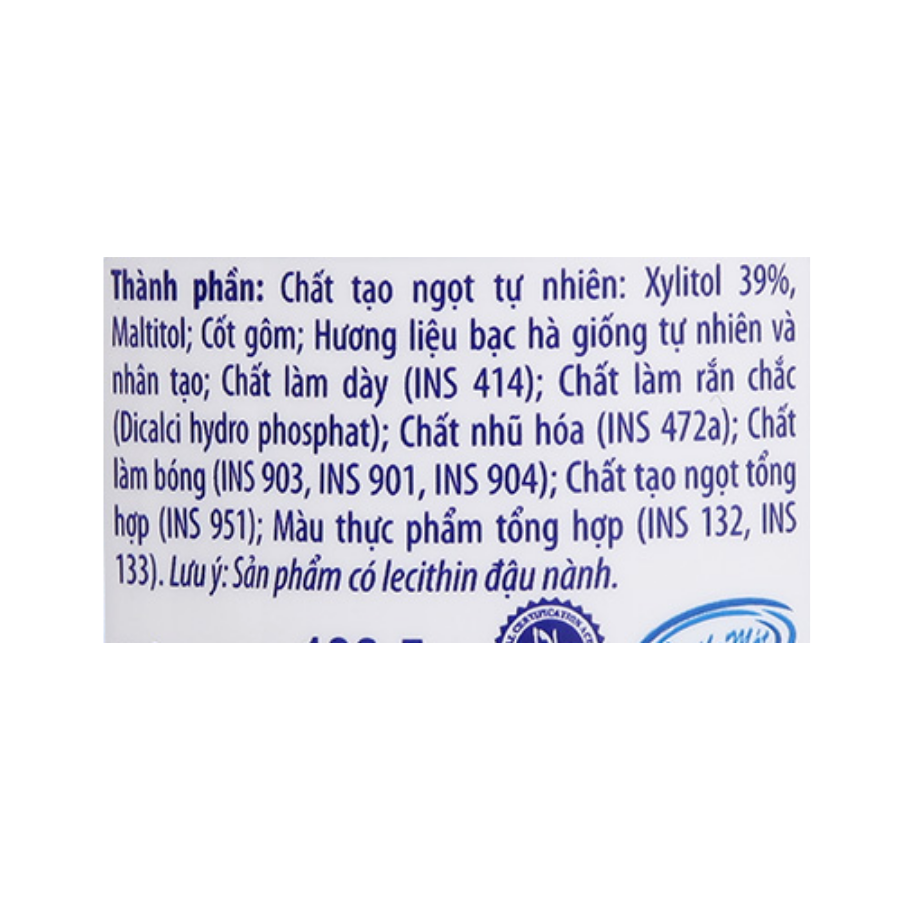 Thành phần: Chất tạo ngọt tự nhiên: Xylitol 39%,
Maltitol; Cốt gôm; Hương liệu bạc hà giống tự nhiên và
nhân tạo; Chất làm dày (INS 414); Chất làm rắn chắc
(Dicalci hydro phosphat); Chất nhũ hóa (INS 472a); Chất
làm bóng (INS 903, INS 901, INS 904); Chất tạo ngọt tổng
hợp (INS 951); Màu thực phẩm tổng hợp (INS 132, INS
133). Lưu ý: Sản phẩm có lecithin đậu nành.
CERTIFICATION